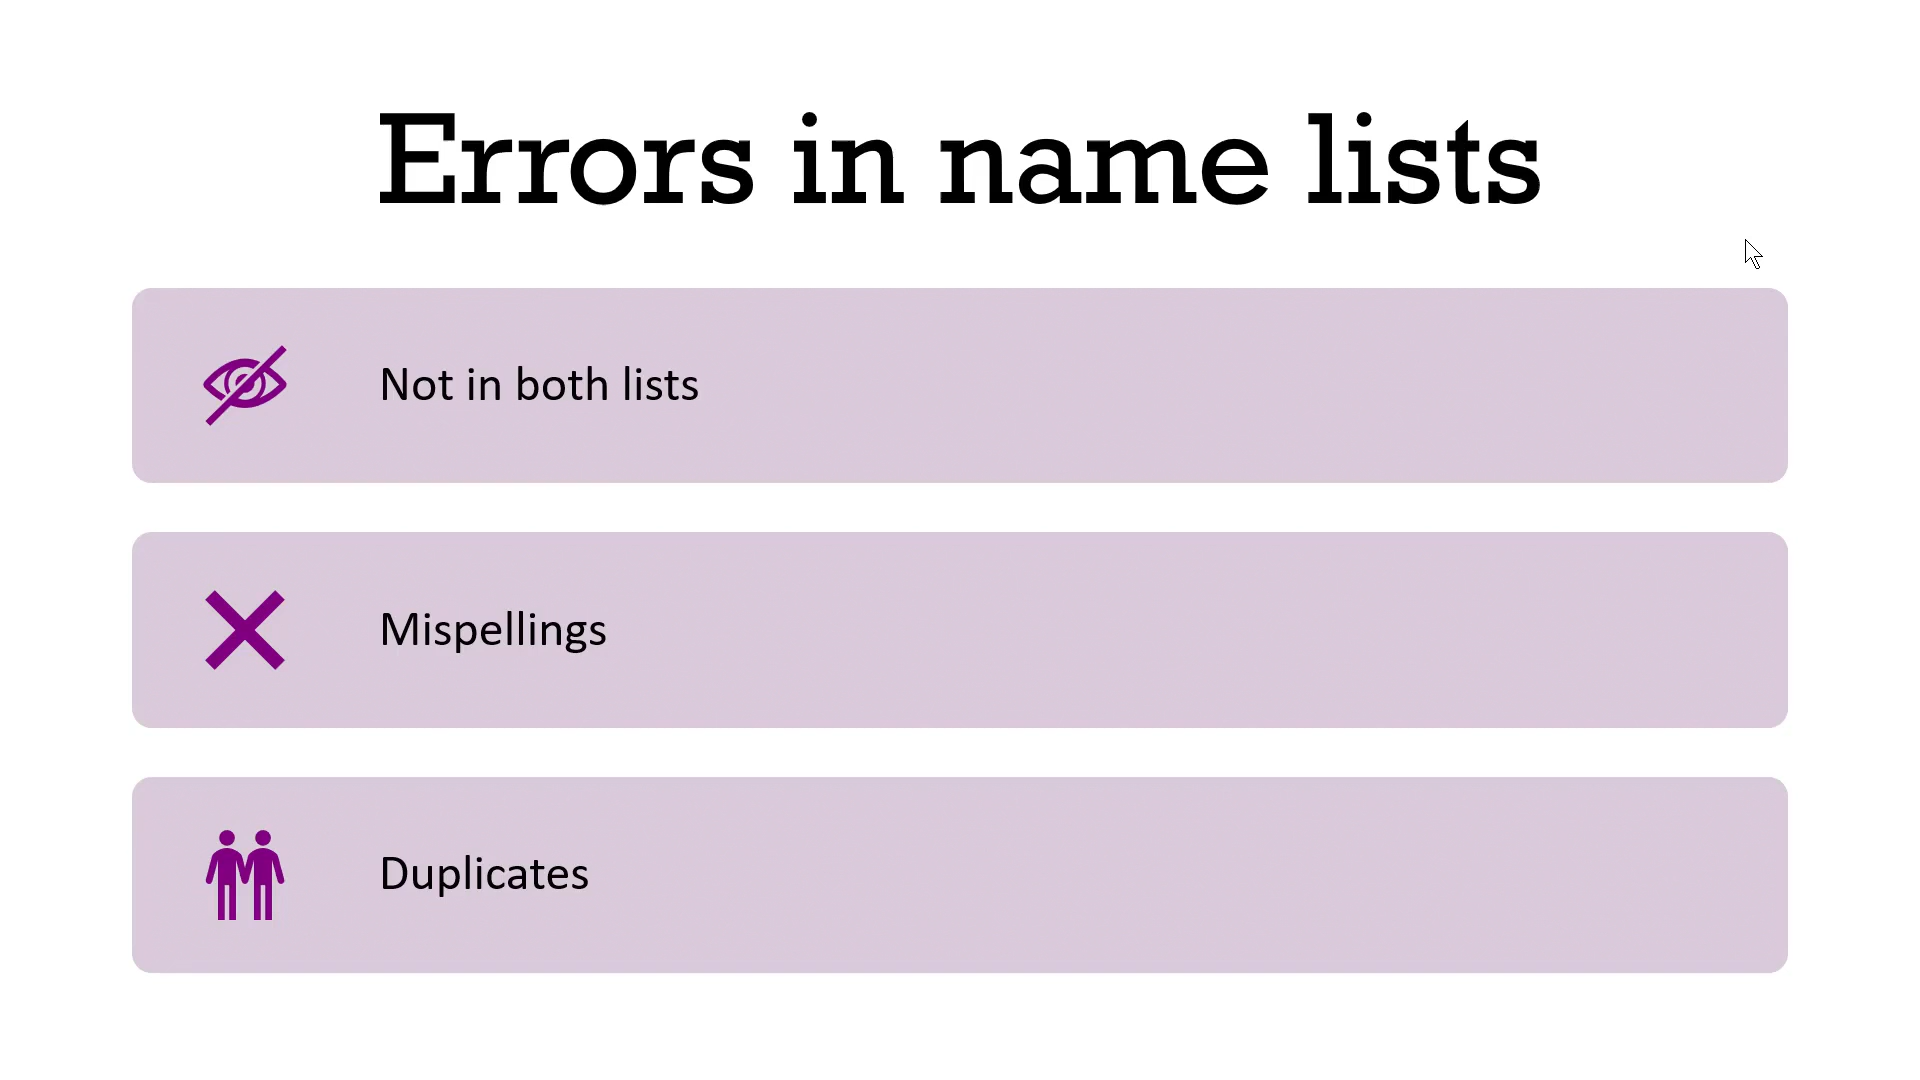 Errors in name lists
Not in both lists
Mispellings
Duplicates